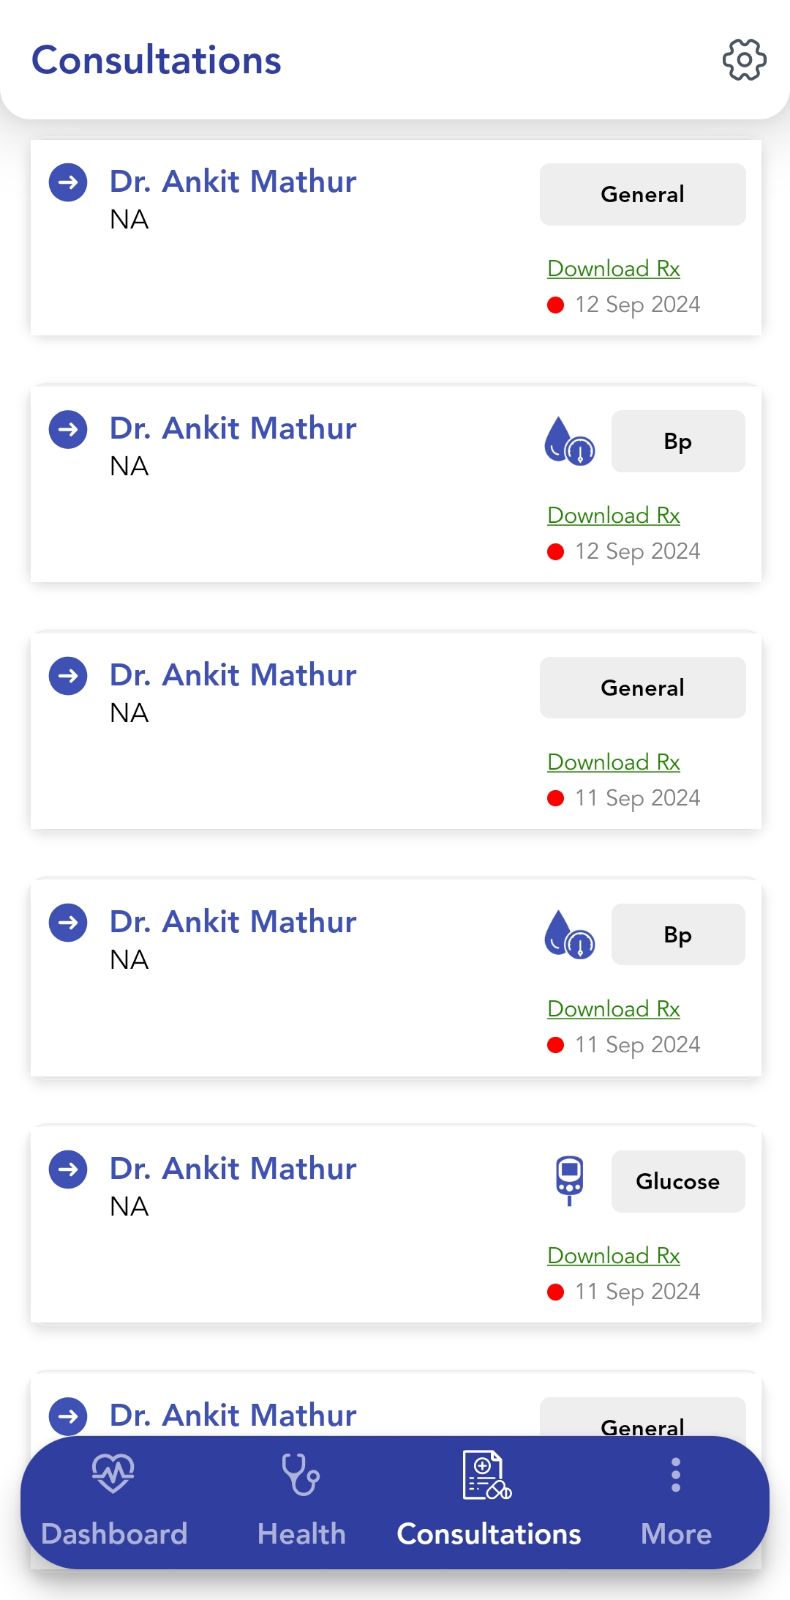 Consultations
Dr. Ankit Mathur
General
NA
Download Rx
12 Sep 2024
Dr. Ankit Mathur
Bp
NA
Download Rx
12 Sep 2024
Dr. Ankit Mathur
General
NA
Download Rx
11 Sep 2024
Dr. Ankit Mathur
Bp
NA
Download Rx
11 Sep 2024
Dr. Ankit Mathur
Glucose
NA
Download Rx
11 Sep 2024
Dr. Ankit Mathur
General
Dashboard
Health
Consultations
More